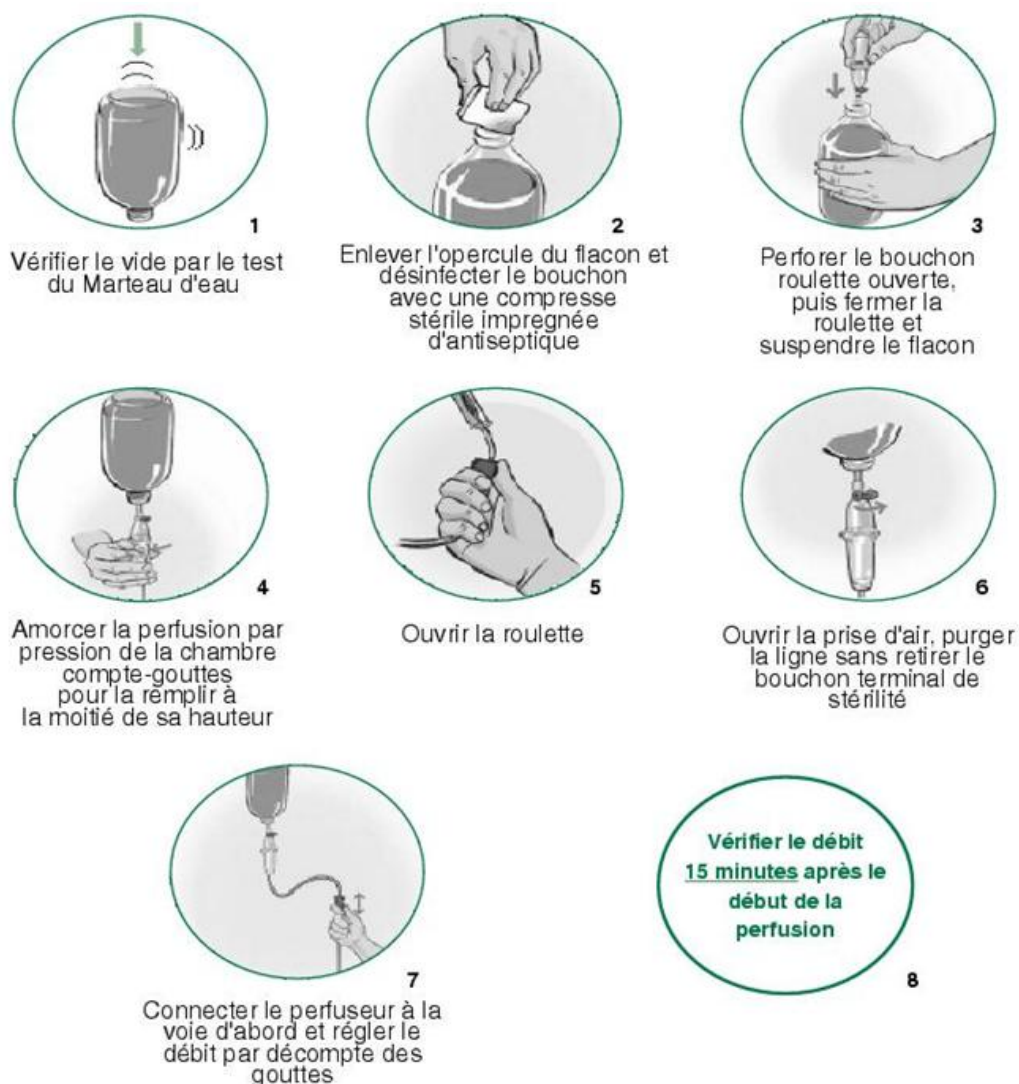 1
Vérifier le vide par le test
du Marteau d'eau
2
Enlever l'opercule du flacon et
désinfecter le bouchon
avec une compresse
stérile impregnée
d'antiseptique
3
Perforer le bouchon
roulette ouverte,
puis fermer la
roulette et
suspendre le flacon
4
Amorcer la perfusion par
pression de la chambre
compte-gouttes
pour la remplir à
la moitié de sa hauteur
5
Ouvrir la roulette
6
Ouvrir la prise d'air, purger
la ligne sans retirer le
bouchon terminal de
stérilité
7
Connecter le perfuseur à la
voie d'abord et régler le
débit par décompte des
gouttes
Vérifier le débit
15 minutes après le
début de la
perfusion
8